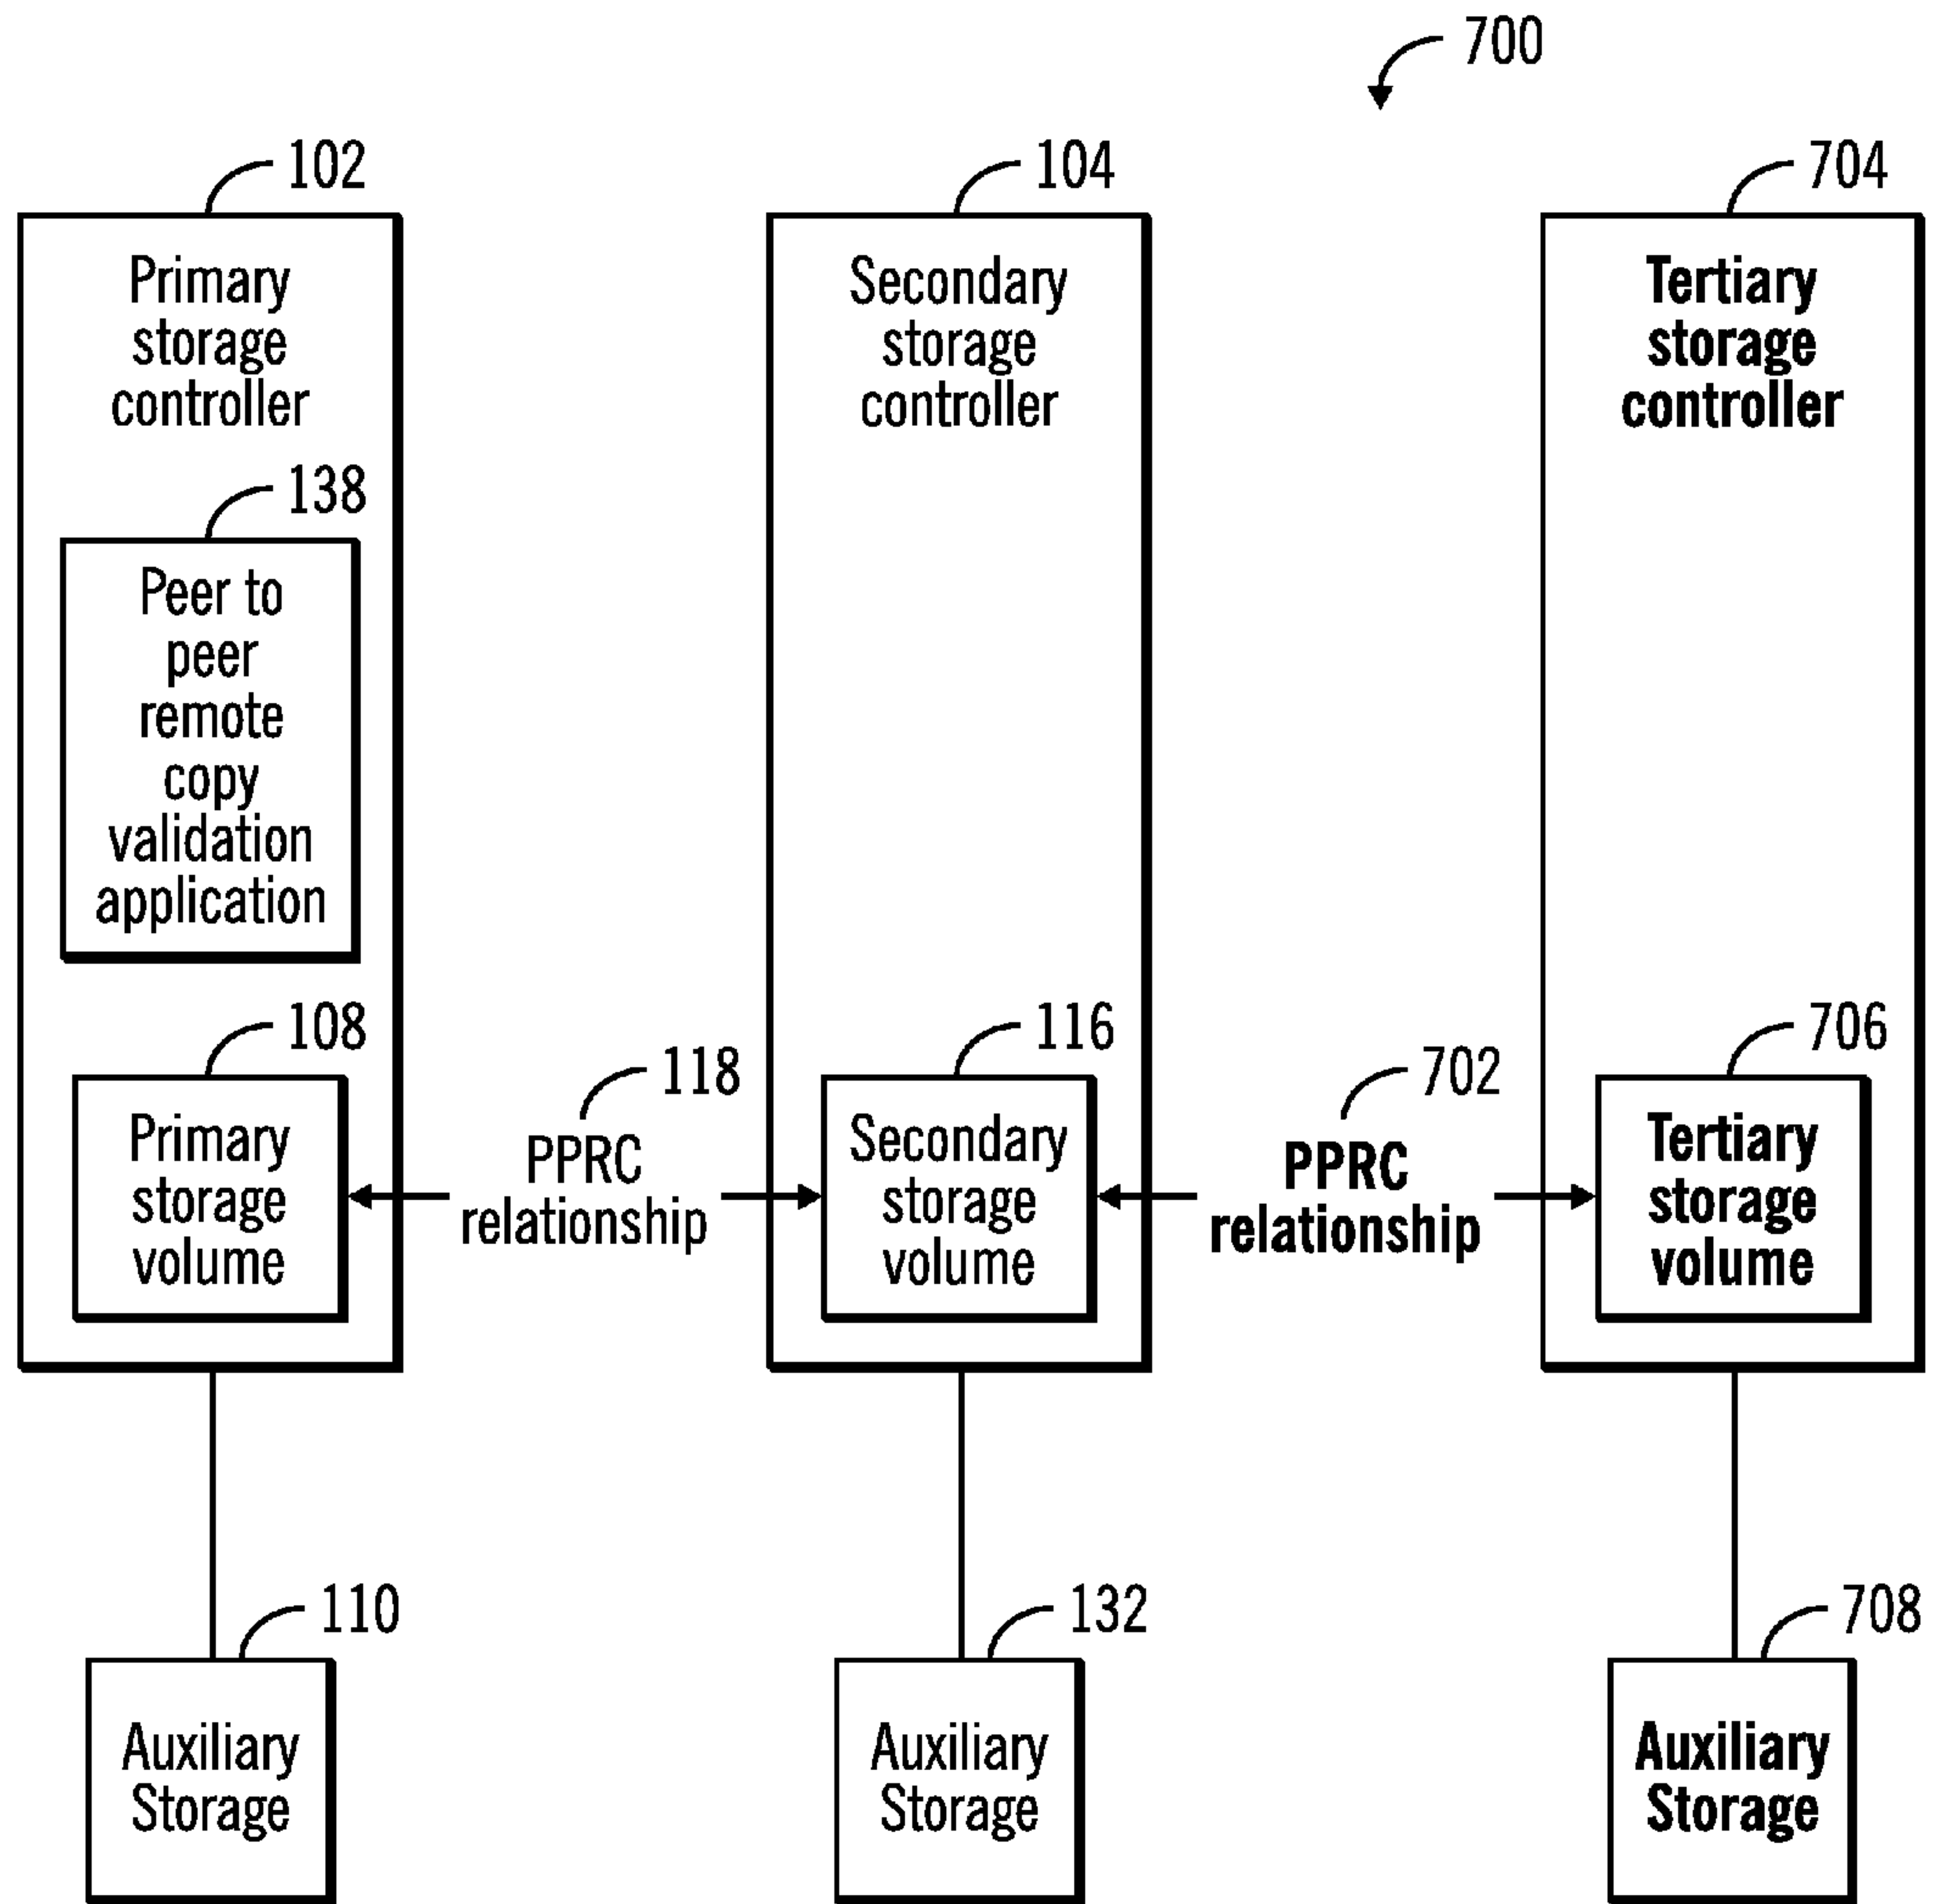 700
102
104
704
Primary
storage
controller
Secondary
storage
controller
Tertiary
storage
controller
138
Peer to
peer
remote
copy
validation
application
108
118
116
702
706
Primary
storage
volume
PPRC
relationship
Secondary
storage
volume
PPRC
relationship
Tertiary
storage
volume
110
132
708
Auxiliary
Storage
Auxiliary
Storage
Auxiliary
Storage